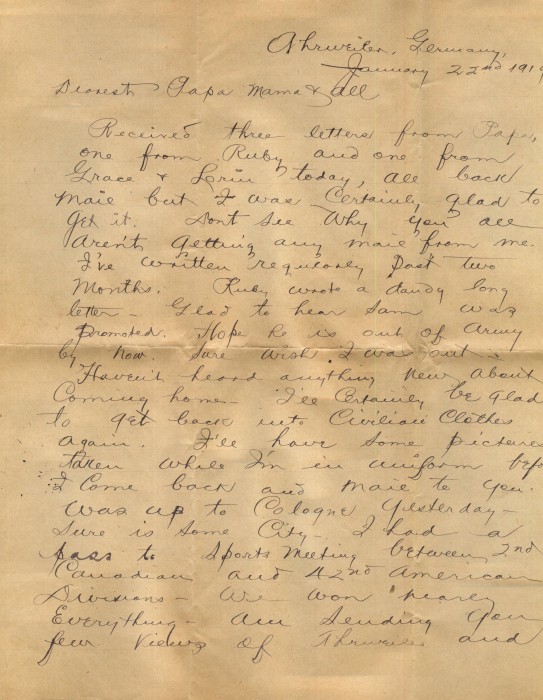 Ahrweiler, Germany,
January 22nd 1919
Dearest Papa Mama & all
Received three letters from Papa,
one from Ruby and one from
Grace & Lorin today, all back
mail but I was Certainly glad to
get it. Dont see Why you all
Aren't getting any mail from me.
I've written regularly past two
Months. Ruby wrote a dandy long
letter – Glad to hear Sam was
promoted. Hope he is out of Army
by now. Sure wish I was out –
Haven't heard anything new about
Coming home – I'll Certainly be glad
to get back into Civilian Clothes
again. I'll have some pictures
taken while I'm in uniform before
I come back and mail to you.
Was up to Cologne yesterday –
Sure is some City – I had a
pass to Sports Meeting between 2nd
Canadian and 42nd American
Divisions – We won nearly
Everything – Am sending you
few views of Ahrweiler and